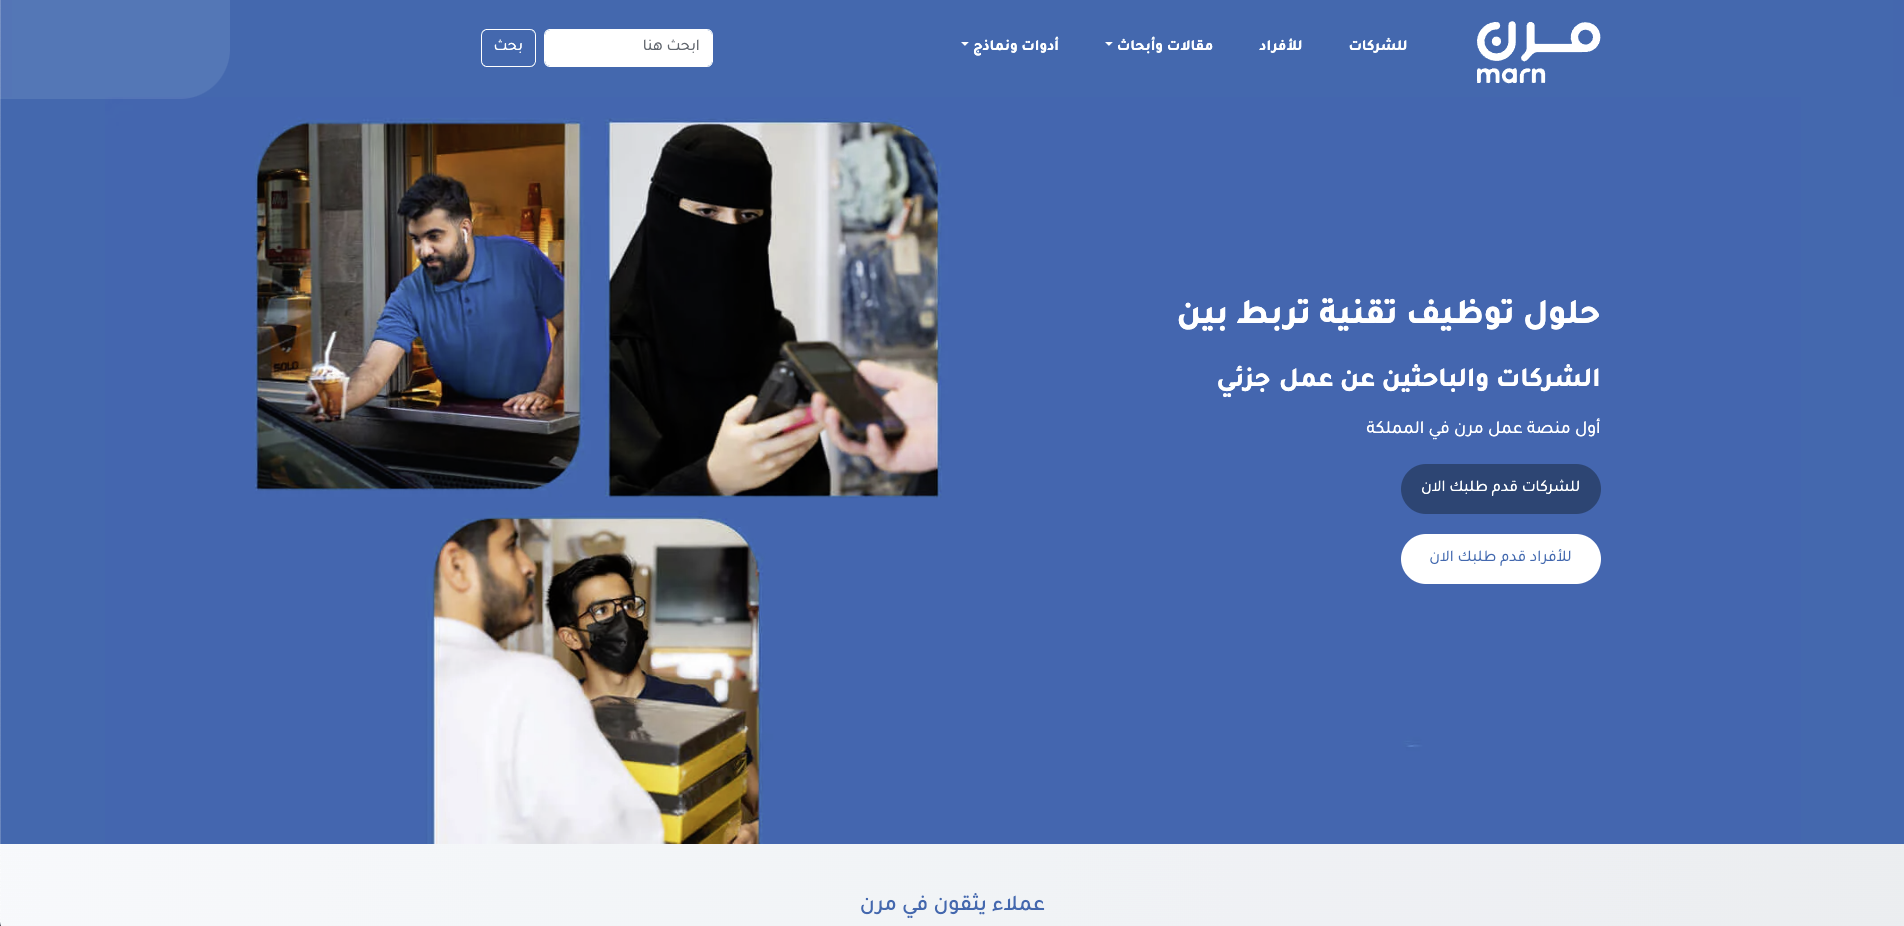 مرن
marn
للشركات
للأفراد
مقالات وأبحاث
أدوات ونماذج
ابحث هنا
بحث
حلول توظيف تقنية تربط بين
الشركات والباحثين عن عمل جزئي
أول منصة عمل مرن في المملكة
للشركات قدم طلبك الان
للأفراد قدم طلبك الان
SOLO
عملاء يثقون في مرن